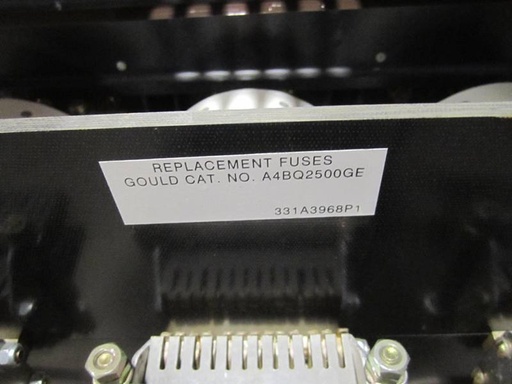 REPLACEMENT FUSES
GOULD CAT. NO. A4BQ2500GE
331A3968P1